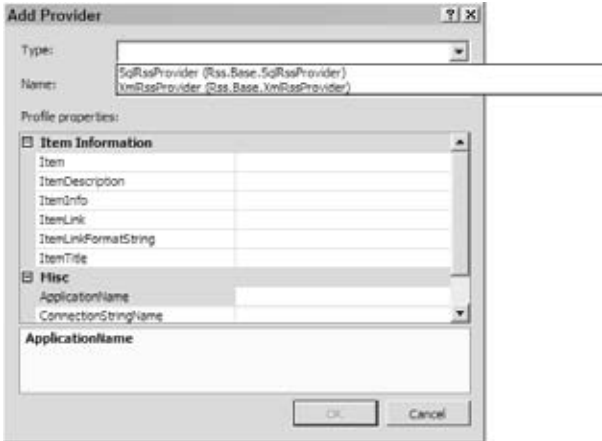 Add Provider
Type:
SqlRssProvider (Rss.Base.SqlRssProvider)
XmlRssProvider (Rss.Base.XmlRssProvider)
Name:
Profile properties:
Item Information
Item
ItemDescription
ItemInfo
ItemLink
ItemLinkFormatString
ItemTitle
Misc
ApplicationName
ConnectionStringName
ApplicationName
OK
Cancel